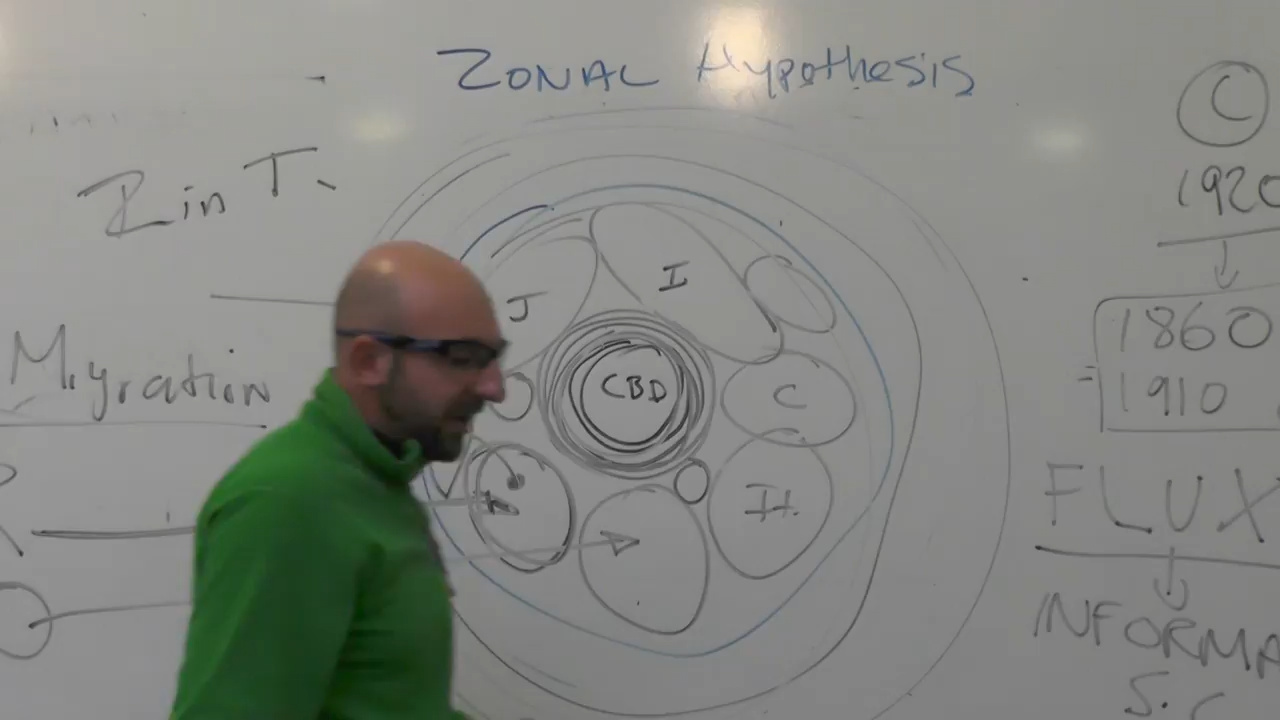 ZONAL Hypothesis
Z in T.
Migration
J
I
CBD
C
H.
C
1920
1860
1910
FLUX
INFORMA
S.C